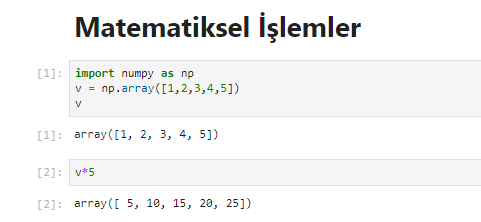 Matematiksel İşlemler
[1]: import numpy as np
v = np.array([1,2,3,4,5])
v
[1]: array([1, 2, 3, 4, 5])
[2]: v*5
[2]: array([ 5, 10, 15, 20, 25])